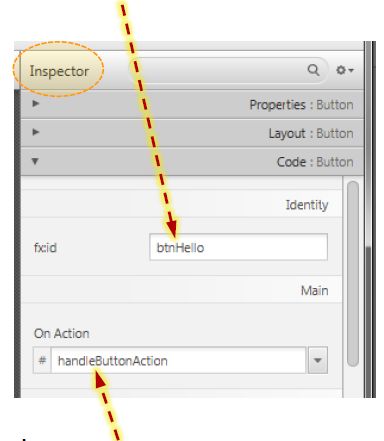 Inspector
Properties : Button
Layout : Button
Code : Button
Identity
fx:id btnHello
Main
On Action
# handleButtonAction